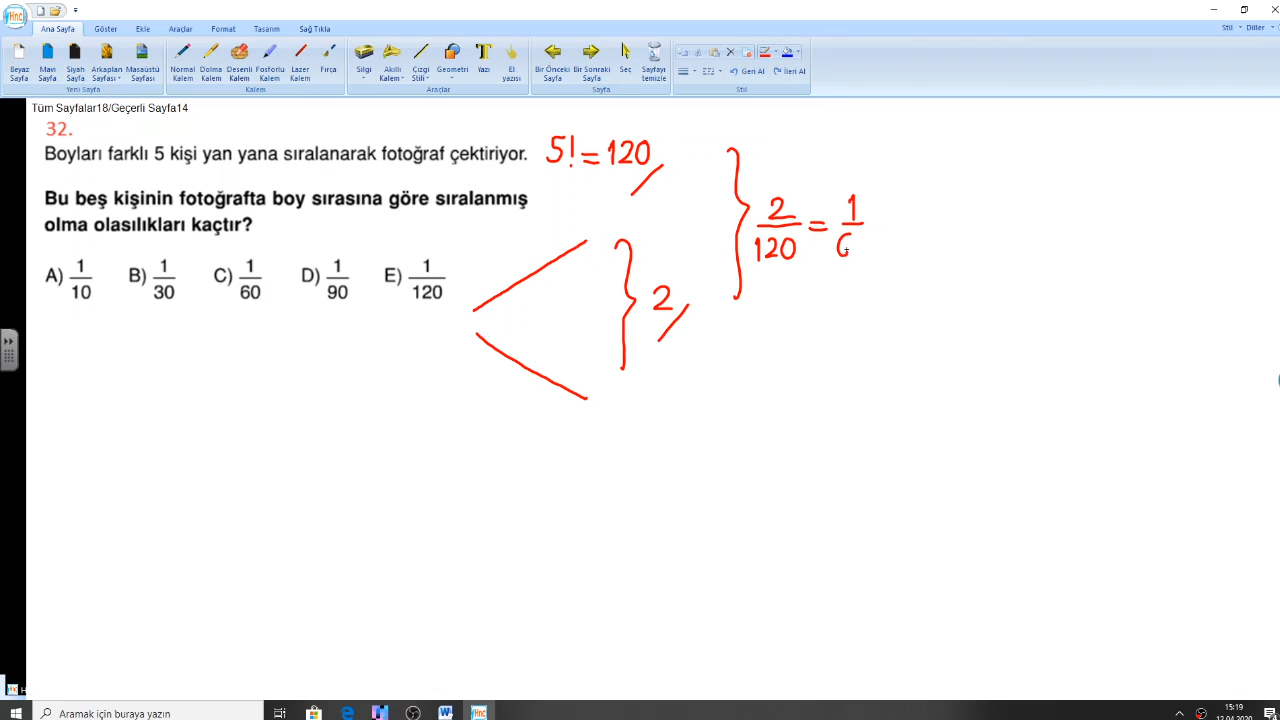 Stil Diller
Ana Sayfa Göster Ekle Araçlar Format Tasarım Sağ Tıkla
Beyaz Sayfa Mavi Sayfa Siyah Sayfa Arkaplan Sayfası Masaüstü Sayfası
Normal Kalem Dolma Kalem Desenli Kalem Fosforlu Kalem Lazer Kalem Fırça
Silgi Akıllı Kalem Çizgi Stili Geometri Yazı El yazısı
Bir Önceki Sayfa Bir Sonraki Sayfa Sec Sayfayı temizle
Geri Al İleri Al
Yeni Sayfa Kalem Araçlar Sayfa Stil
Tüm Sayfalar18/Geçerli Sayfa14
32.
Boyları farklı 5 kişi yan yana sıralanarak fotoğraf çektiriyor.
5! = 120
Bu beş kişinin fotoğrafta boy sırasına göre sıralanmış
olma olasılıkları kaçtır?
A) 1/10 B) 1/30 C) 1/60 D) 1/90 E) 1/120
2
2/120 = 1/
Aramak için buraya yazın
15:19
12.04.2020